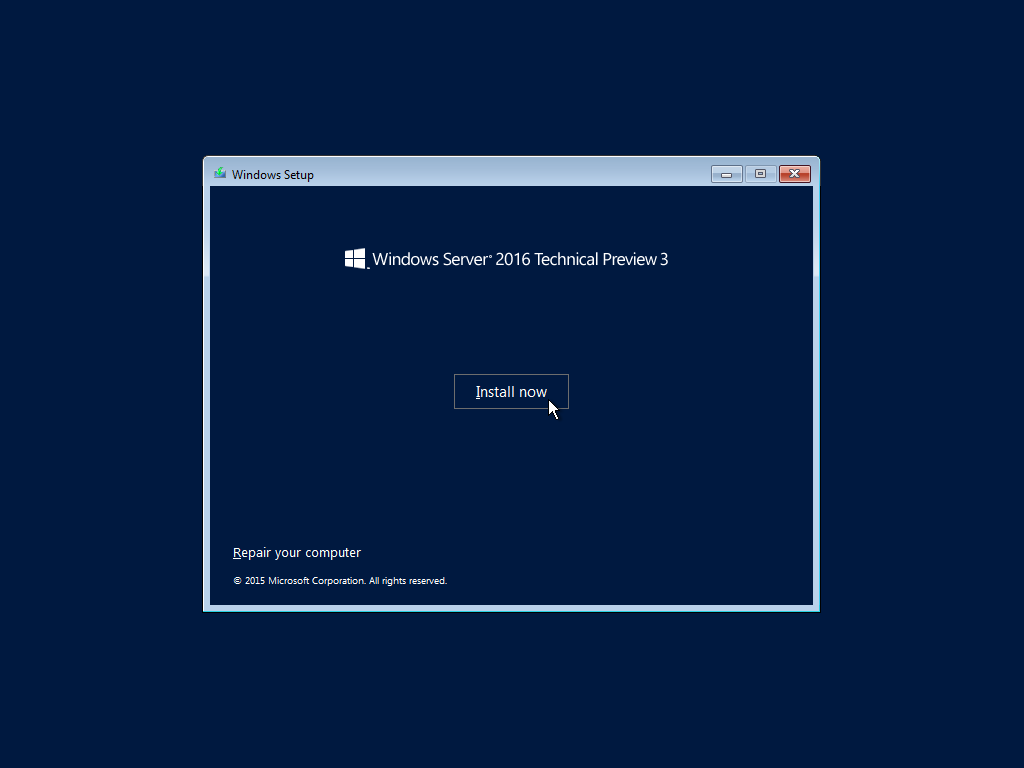 Windows Setup
Windows Server® 2016 Technical Preview 3
Install now
Repair your computer
© 2015 Microsoft Corporation. All rights reserved.